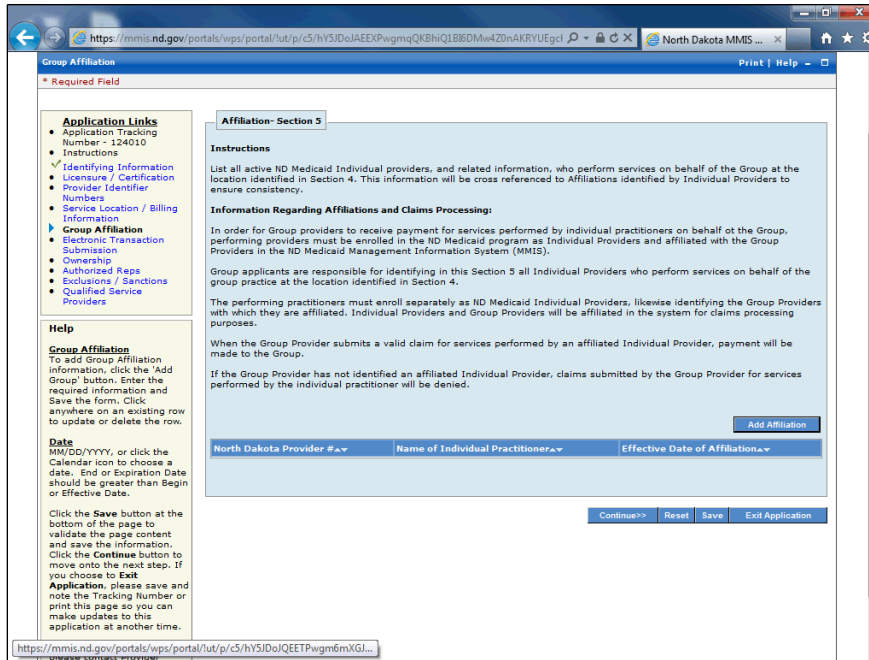 https://mmis.nd.gov/portals/wps/portal/!ut/p/c5/
North Dakota MMIS ...
Group Affiliation
Print | Help
* Required Field
Application Links
Application Tracking
Number - 124010
Instructions
Identifying Information
Licensure / Certification
Provider Identifier
Numbers
Service Location / Billing
Information
Group Affiliation
Electronic Transaction
Submission
Ownership
Authorized Reps
Exclusions / Sanctions
Qualified Service
Providers
Help
Group Affiliation
To add Group Affiliation
information, click the 'Add
Group' button. Enter the
required information and
Save the form. Click
anywhere on an existing row
to update or delete the row.
Date
MM/DD/YYYY, or click the
Calendar icon to choose a
date. End or Expiration Date
should be greater than Begin
or Effective Date.
Click the Save button at the
bottom of the page to
validate the page content
and save the information.
Click the Continue button to
move onto the next step. If
you choose to Exit
Application, please save and
note the Tracking Number or
print this page so you can
make updates to this
application at another time.
please contact Provider
Affiliation- Section 5
Instructions
List all active ND Medicaid Individual providers, and related information, who perform services on behalf of the Group at the
location identified in Section 4. This information will be cross referenced to Affiliations identified by Individual Providers to
ensure consistency.
Information Regarding Affiliations and Claims Processing:
In order for Group providers to receive payment for services performed by individual practitioners on behalf ot the Group,
performing providers must be enrolled in the ND Medicaid program as Individual Providers and affiliated with the Group
Providers in the ND Medicaid Management Information System (MMIS).
Group applicants are responsible for identifying in this Section 5 all Individual Providers who perform services on behalf of the
group practice at the location identified in Section 4.
The performing practitioners must enroll separately as ND Medicaid Individual Providers, likewise identifying the Group Providers
with which they are affiliated. Individual Providers and Group Providers will be affiliated in the system for claims processing
purposes.
When the Group Provider submits a valid claim for services performed by an affiliated Individual Provider, payment will be
made to the Group.
If the Group Provider has not identified an affiliated Individual Provider, claims submitted by the Group Provider for services
performed by the individual practitioner will be denied.
Add Affiliation
North Dakota Provider # Name of Individual Practitioner Effective Date of Affiliation
Continue>> Reset Save Exit Application
https://mmis.nd.gov/portals/wps/portal/!ut/p/c5/hY5JDoJQEETPwgm6mXGJ...